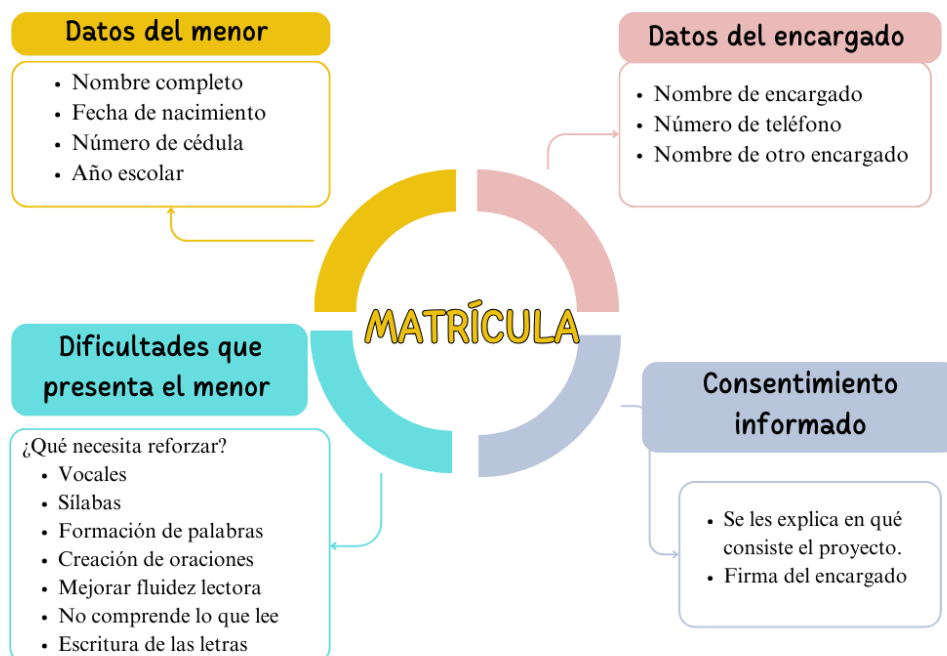 Datos del menor
• Nombre completo
• Fecha de nacimiento
• Número de cédula
• Año escolar
Datos del encargado
• Nombre de encargado
• Número de teléfono
• Nombre de otro encargado
MATRÍCULA
Dificultades que
presenta el menor
¿Qué necesita reforzar?
• Vocales
• Sílabas
• Formación de palabras
• Creación de oraciones
• Mejorar fluidez lectora
• No comprende lo que lee
• Escritura de las letras
Consentimiento
informado
• Se les explica en qué
consiste el proyecto.
• Firma del encargado